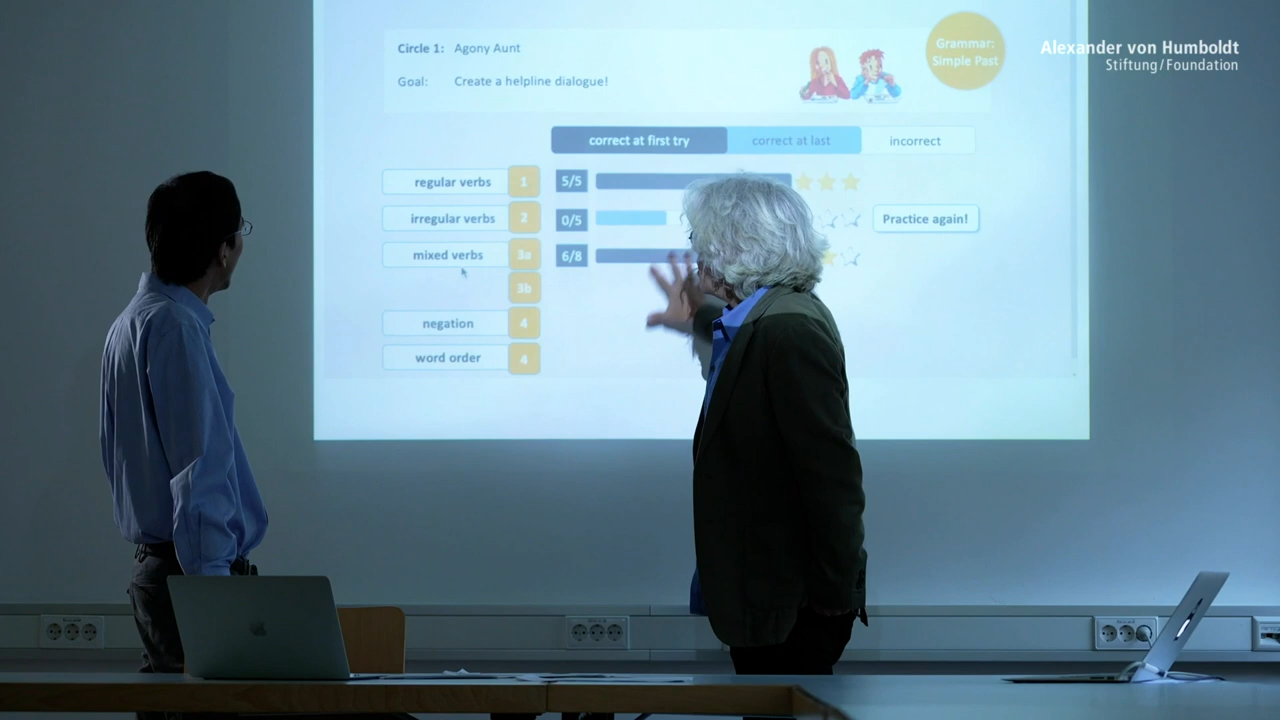 Circle 1: Agony Aunt
Goal: Create a helpline dialogue!
Grammar:
Simple Past
Alexander von Humboldt
Stiftung/Foundation
correct at first try correct at last incorrect
regular verbs 1 5/5
irregular verbs 2 0/5 Practice again!
mixed verbs 3a 6/8
3b
negation 4
word order 4